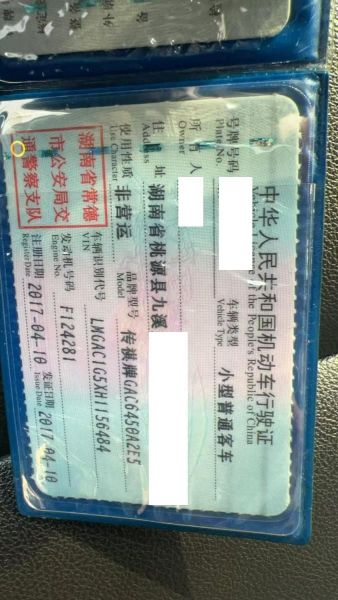 中华人民共和国机动车行驶证
Vehicle the People's Republic of China
号牌号码
Plate No.
车辆类型 小型普通客车
Vehicle Type
所有人
Owner
住址 湖南省桃源县九溪
Address
使用性质 非营运
Use Character
品牌型号 传祺牌GAC6450A2E5
Model
湖南省常德
市公安局交
通警察支队
车辆识别代号 LMGAC1G5XH1156484
VIN
发动机号码 F124281
Engine No.
注册日期 2017-04-10
Register Date
发证日期 2017-04-10
Issue Date